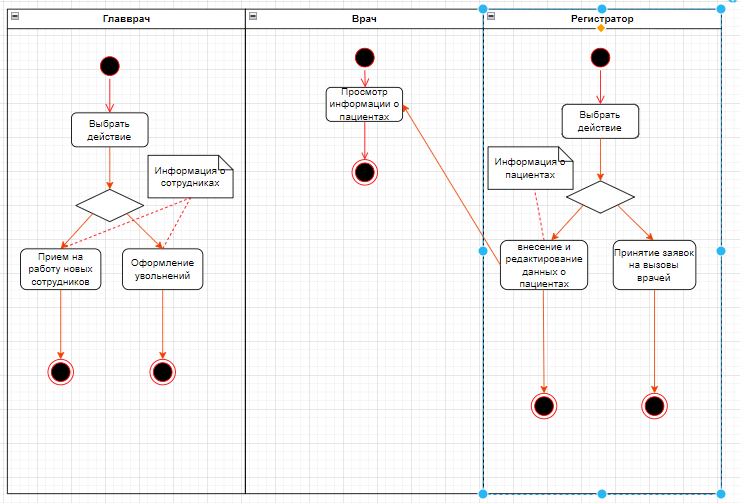 Главврач
Врач
Регистратор
Выбрать
действие
Информация о
сотрудниках
Прием на
работу новых
сотрудников
Оформление
увольнений
Просмотр
информации о
пациентах
Выбрать
действие
Информация о
пациентах
внесение и
редактирование
данных о
пациентах
Принятие заявок
на вызовы
врачей